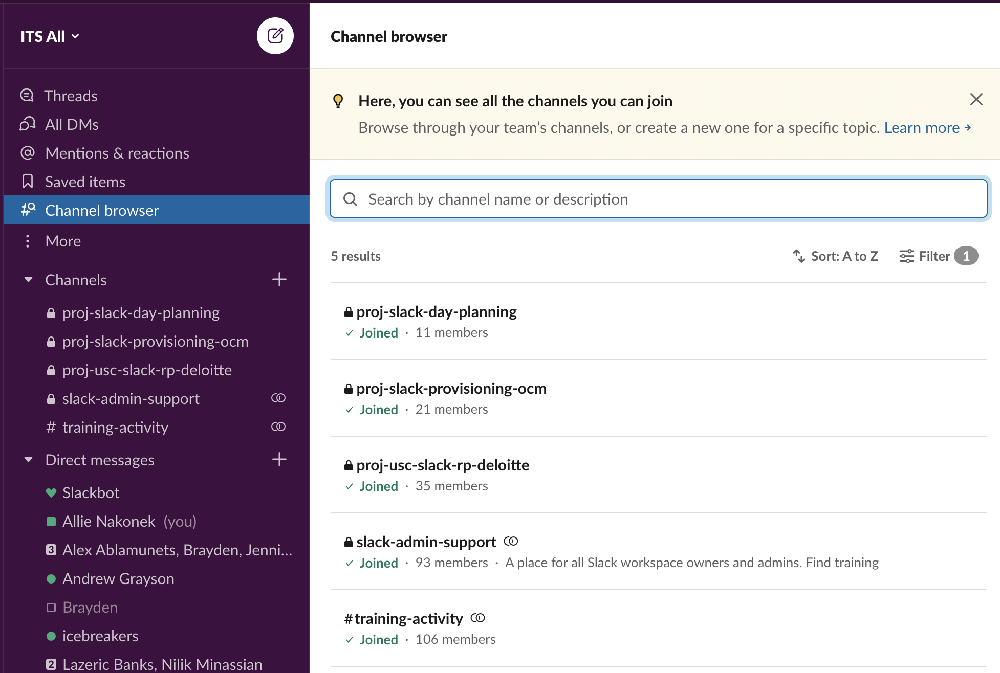 ITS All
Threads
All DMs
Mentions & reactions
Saved items
Channel browser
More
Channels
proj-slack-day-planning
proj-slack-provisioning-ocm
proj-usc-slack-rp-deloitte
slack-admin-support
# training-activity
Direct messages
Slackbot
Allie Nakonek (you)
3 Alex Ablamunets, Brayden, Jenni...
Andrew Grayson
Brayden
icebreakers
2 Lazeric Banks, Nilik Minassian
Channel browser
Here, you can see all the channels you can join
Browse through your team’s channels, or create a new one for a specific topic. Learn more
Search by channel name or description
5 results Sort: A to Z Filter 1
proj-slack-day-planning
✓ Joined · 11 members
proj-slack-provisioning-ocm
✓ Joined · 21 members
proj-usc-slack-rp-deloitte
✓ Joined · 35 members
slack-admin-support
✓ Joined · 93 members · A place for all Slack workspace owners and admins. Find training
#training-activity
✓ Joined · 106 members